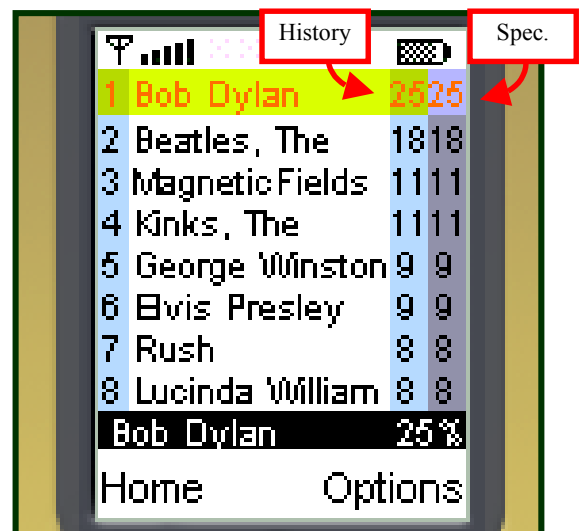 History Spec.
1 Bob Dylan 25 25
2 Beatles, The 18 18
3 Magnetic Fields 11 11
4 Kinks, The 11 11
5 George Winston 9 9
6 Elvis Presley 9 9
7 Rush 8 8
8 Lucinda William 8 8
Bob Dylan 25%
Home Options